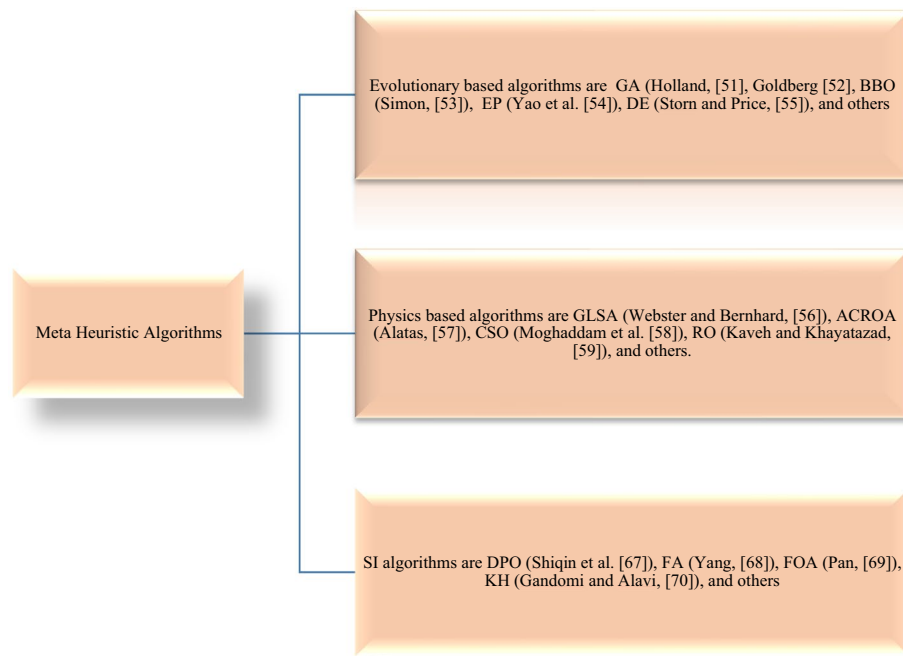 Evolutionary based algorithms are GA (Holland, [51], Goldberg [52], BBO
(Simon, [53]), EP (Yao et al. [54]), DE (Storn and Price, [55]), and others
Meta Heuristic Algorithms
Physics based algorithms are GLSA (Webster and Bernhard, [56]), ACROA
(Alatas, [57]), CSO (Moghaddam et al. [58]), RO (Kaveh and Khayatazad,
[59]), and others.
SI algorithms are DPO (Shiqin et al. [67]), FA (Yang, [68]), FOA (Pan, [69]),
KH (Gandomi and Alavi, [70]), and others